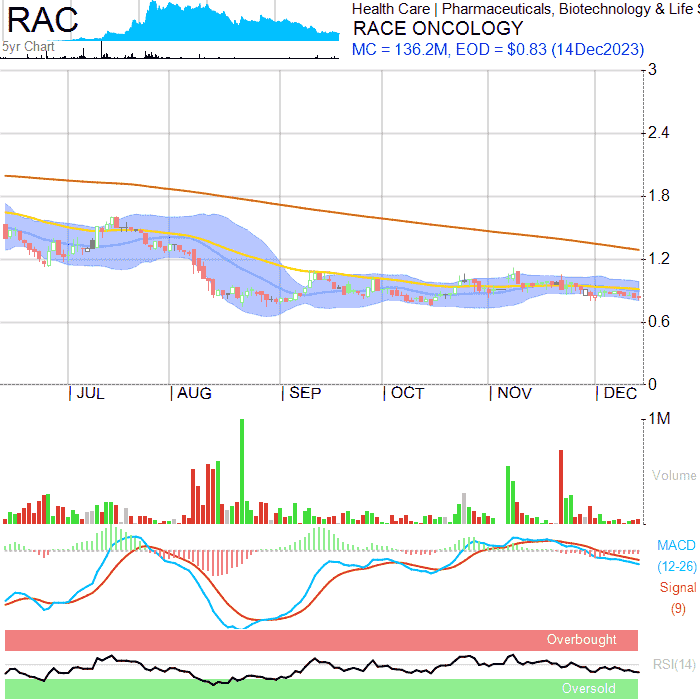 RAC
5yr Chart
Health Care | Pharmaceuticals, Biotechnology & Life S
RACE ONCOLOGY
MC = 136.2M, EOD = $0.83 (14Dec2023)
3
2.4
1.8
1.2
0.6
0
| JUL | AUG | SEP | OCT | NOV | DEC
1M
Volume
MACD
(12-26)
Signal
(9)
Overbought
RSI(14)
Oversold